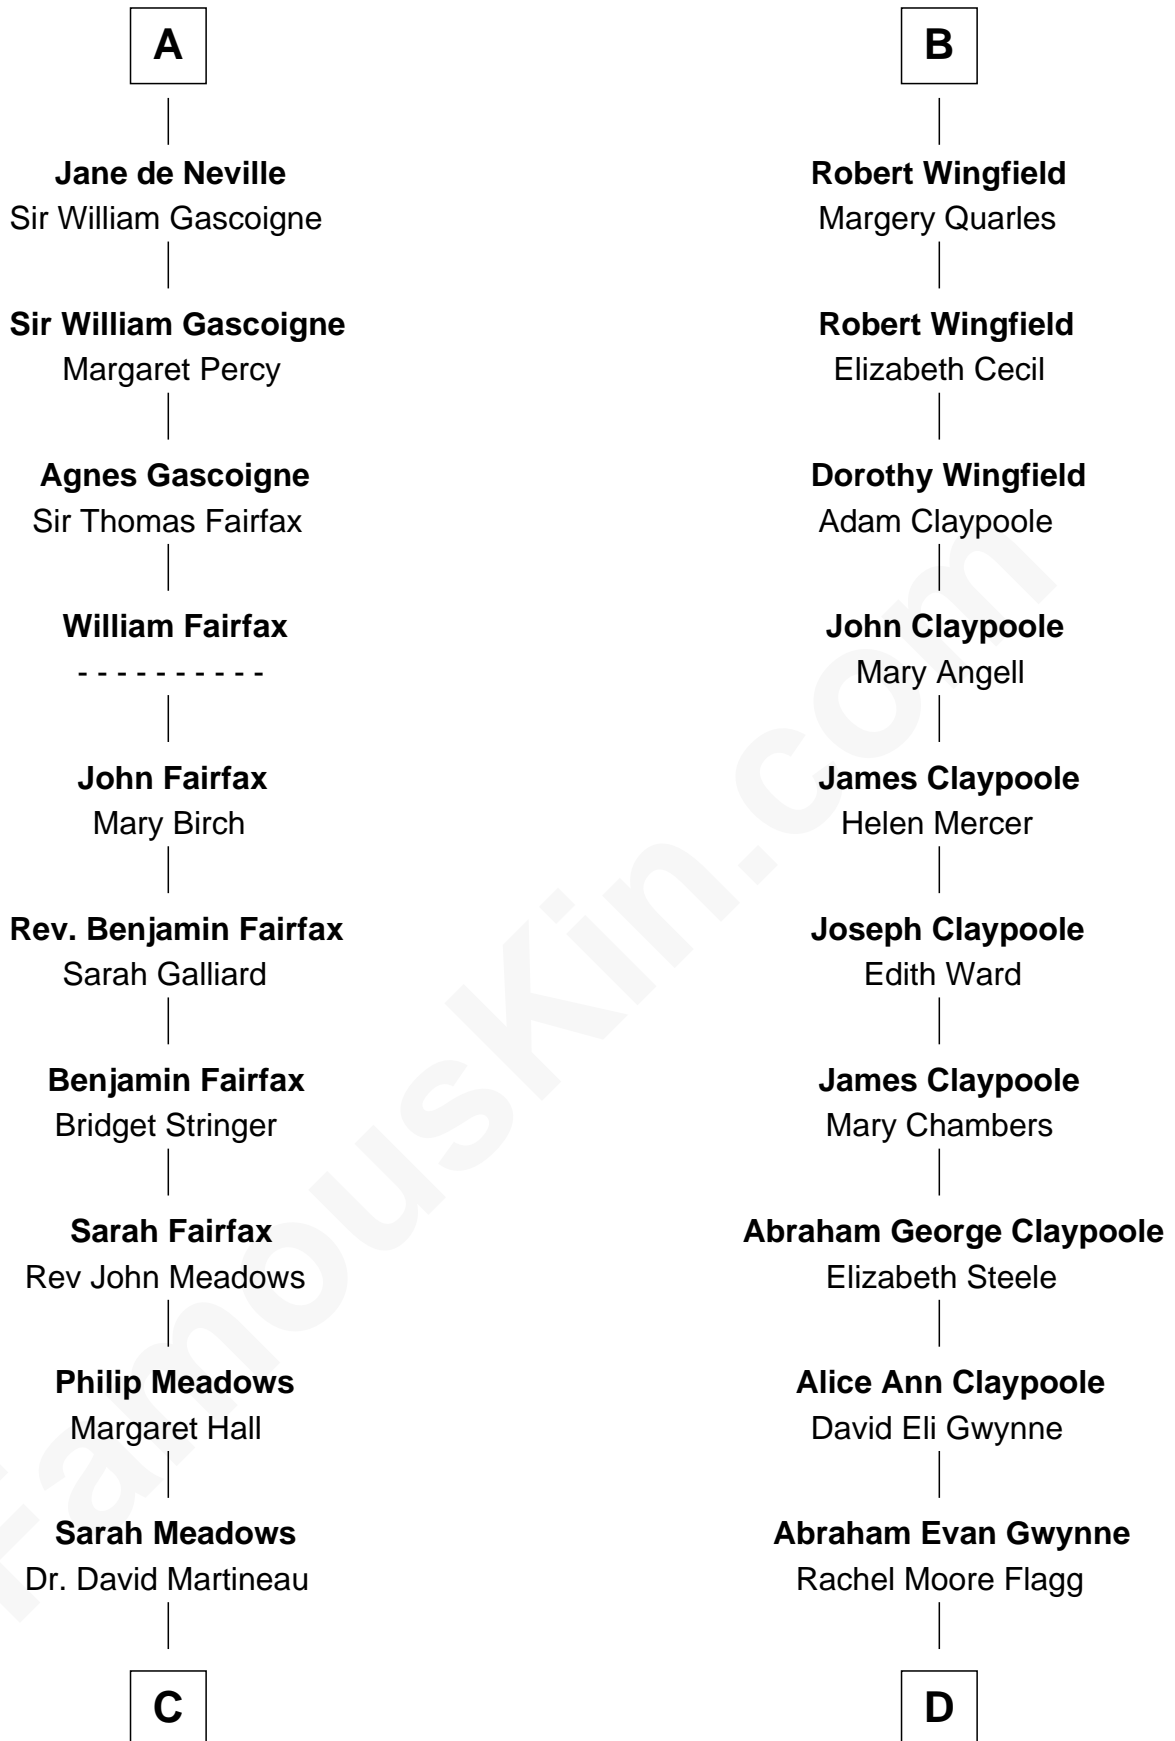 A
Jane de Neville
Sir William Gascoigne
Sir William Gascoigne
Margaret Percy
Agnes Gascoigne
Sir Thomas Fairfax
William Fairfax
- - - - - - - - - -
John Fairfax
Mary Birch
Rev. Benjamin Fairfax
Sarah Galliard
Benjamin Fairfax
Bridget Stringer
Sarah Fairfax
Rev John Meadows
Philip Meadows
Margaret Hall
Sarah Meadows
Dr. David Martineau
C
B
Robert Wingfield
Margery Quarles
Robert Wingfield
Elizabeth Cecil
Dorothy Wingfield
Adam Claypoole
John Claypoole
Mary Angell
James Claypoole
Helen Mercer
Joseph Claypoole
Edith Ward
James Claypoole
Mary Chambers
Abraham George Claypoole
Elizabeth Steele
Alice Ann Claypoole
David Eli Gwynne
Abraham Evan Gwynne
Rachel Moore Flagg
D
FamousKin.com